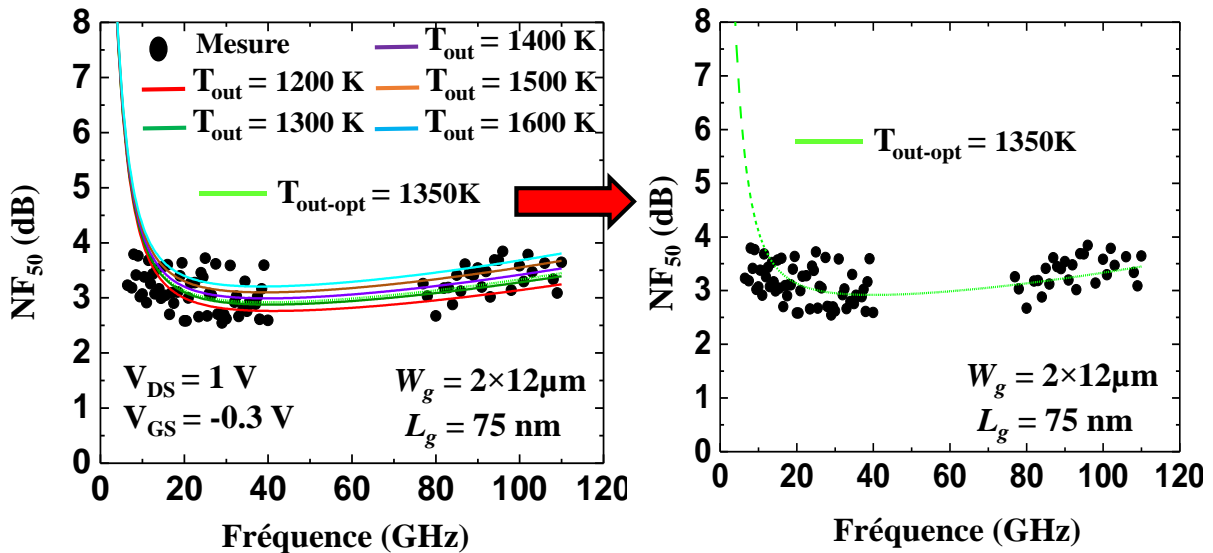 8
7
6
5
4
3
2
1
0
NF50 (dB)
Mesure
Tout = 1200 K
Tout = 1300 K
Tout = 1400 K
Tout = 1500 K
Tout = 1600 K
Tout-opt = 1350K
VDS = 1 V
VGS = -0.3 V
Wg = 2×12µm
Lg = 75 nm
0 20 40 60 80 100 120
Fréquence (GHz)
8
7
6
5
4
3
2
1
0
NF50 (dB)
Tout-opt = 1350K
Wg = 2×12µm
Lg = 75 nm
0 20 40 60 80 100 120
Fréquence (GHz)